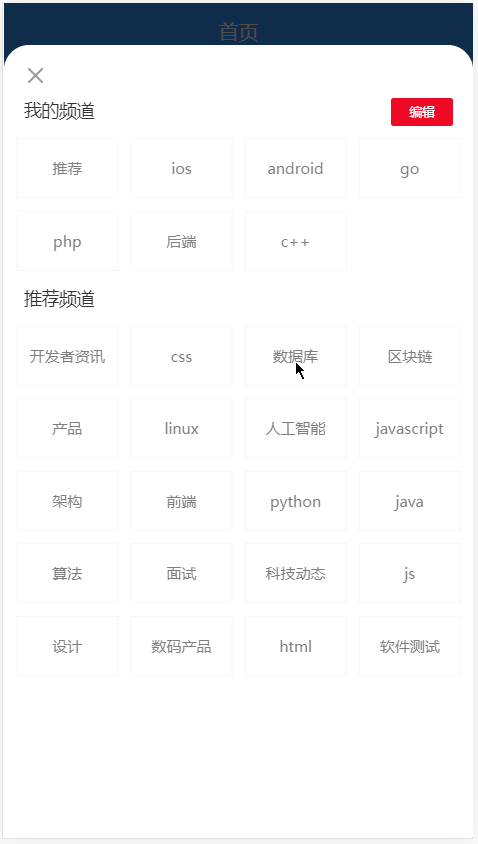 首页
我的频道 编辑
推荐 ios android go
php 后端 c++
推荐频道
开发者资讯 css 数据库 区块链
产品 linux 人工智能 javascript
架构 前端 python java
算法 面试 科技动态 js
设计 数码产品 html 软件测试